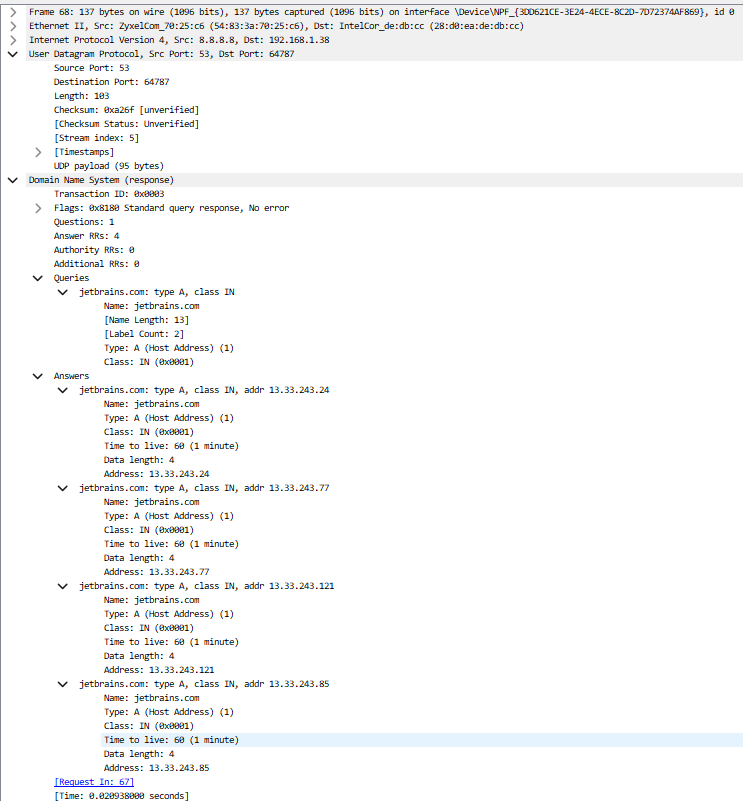 Frame 68: 137 bytes on wire (1096 bits), 137 bytes captured (1096 bits) on interface \Device\NPF_{3DD621CE-3E24-4ECE-8C2D-7D72374AF869}, id 0
Ethernet II, Src: ZyxelCom_70:25:c6 (54:83:3a:70:25:c6), Dst: IntelCor_de:db:cc (28:d0:ea:de:db:cc)
Internet Protocol Version 4, Src: 8.8.8.8, Dst: 192.168.1.38
User Datagram Protocol, Src Port: 53, Dst Port: 64787
Source Port: 53
Destination Port: 64787
Length: 103
Checksum: 0xa26f [unverified]
[Checksum Status: Unverified]
[Stream index: 5]
[Timestamps]
UDP payload (95 bytes)
Domain Name System (response)
Transaction ID: 0x0003
Flags: 0x8180 Standard query response, No error
Questions: 1
Answer RRs: 4
Authority RRs: 0
Additional RRs: 0
Queries
jetbrains.com: type A, class IN
Name: jetbrains.com
[Name Length: 13]
[Label Count: 2]
Type: A (Host Address) (1)
Class: IN (0x0001)
Answers
jetbrains.com: type A, class IN, addr 13.33.243.24
Name: jetbrains.com
Type: A (Host Address) (1)
Class: IN (0x0001)
Time to live: 60 (1 minute)
Data length: 4
Address: 13.33.243.24
jetbrains.com: type A, class IN, addr 13.33.243.77
Name: jetbrains.com
Type: A (Host Address) (1)
Class: IN (0x0001)
Time to live: 60 (1 minute)
Data length: 4
Address: 13.33.243.77
jetbrains.com: type A, class IN, addr 13.33.243.121
Name: jetbrains.com
Type: A (Host Address) (1)
Class: IN (0x0001)
Time to live: 60 (1 minute)
Data length: 4
Address: 13.33.243.121
jetbrains.com: type A, class IN, addr 13.33.243.85
Name: jetbrains.com
Type: A (Host Address) (1)
Class: IN (0x0001)
Time to live: 60 (1 minute)
Data length: 4
Address: 13.33.243.85
[Request In: 67]
[Time: 0.020938000 seconds]